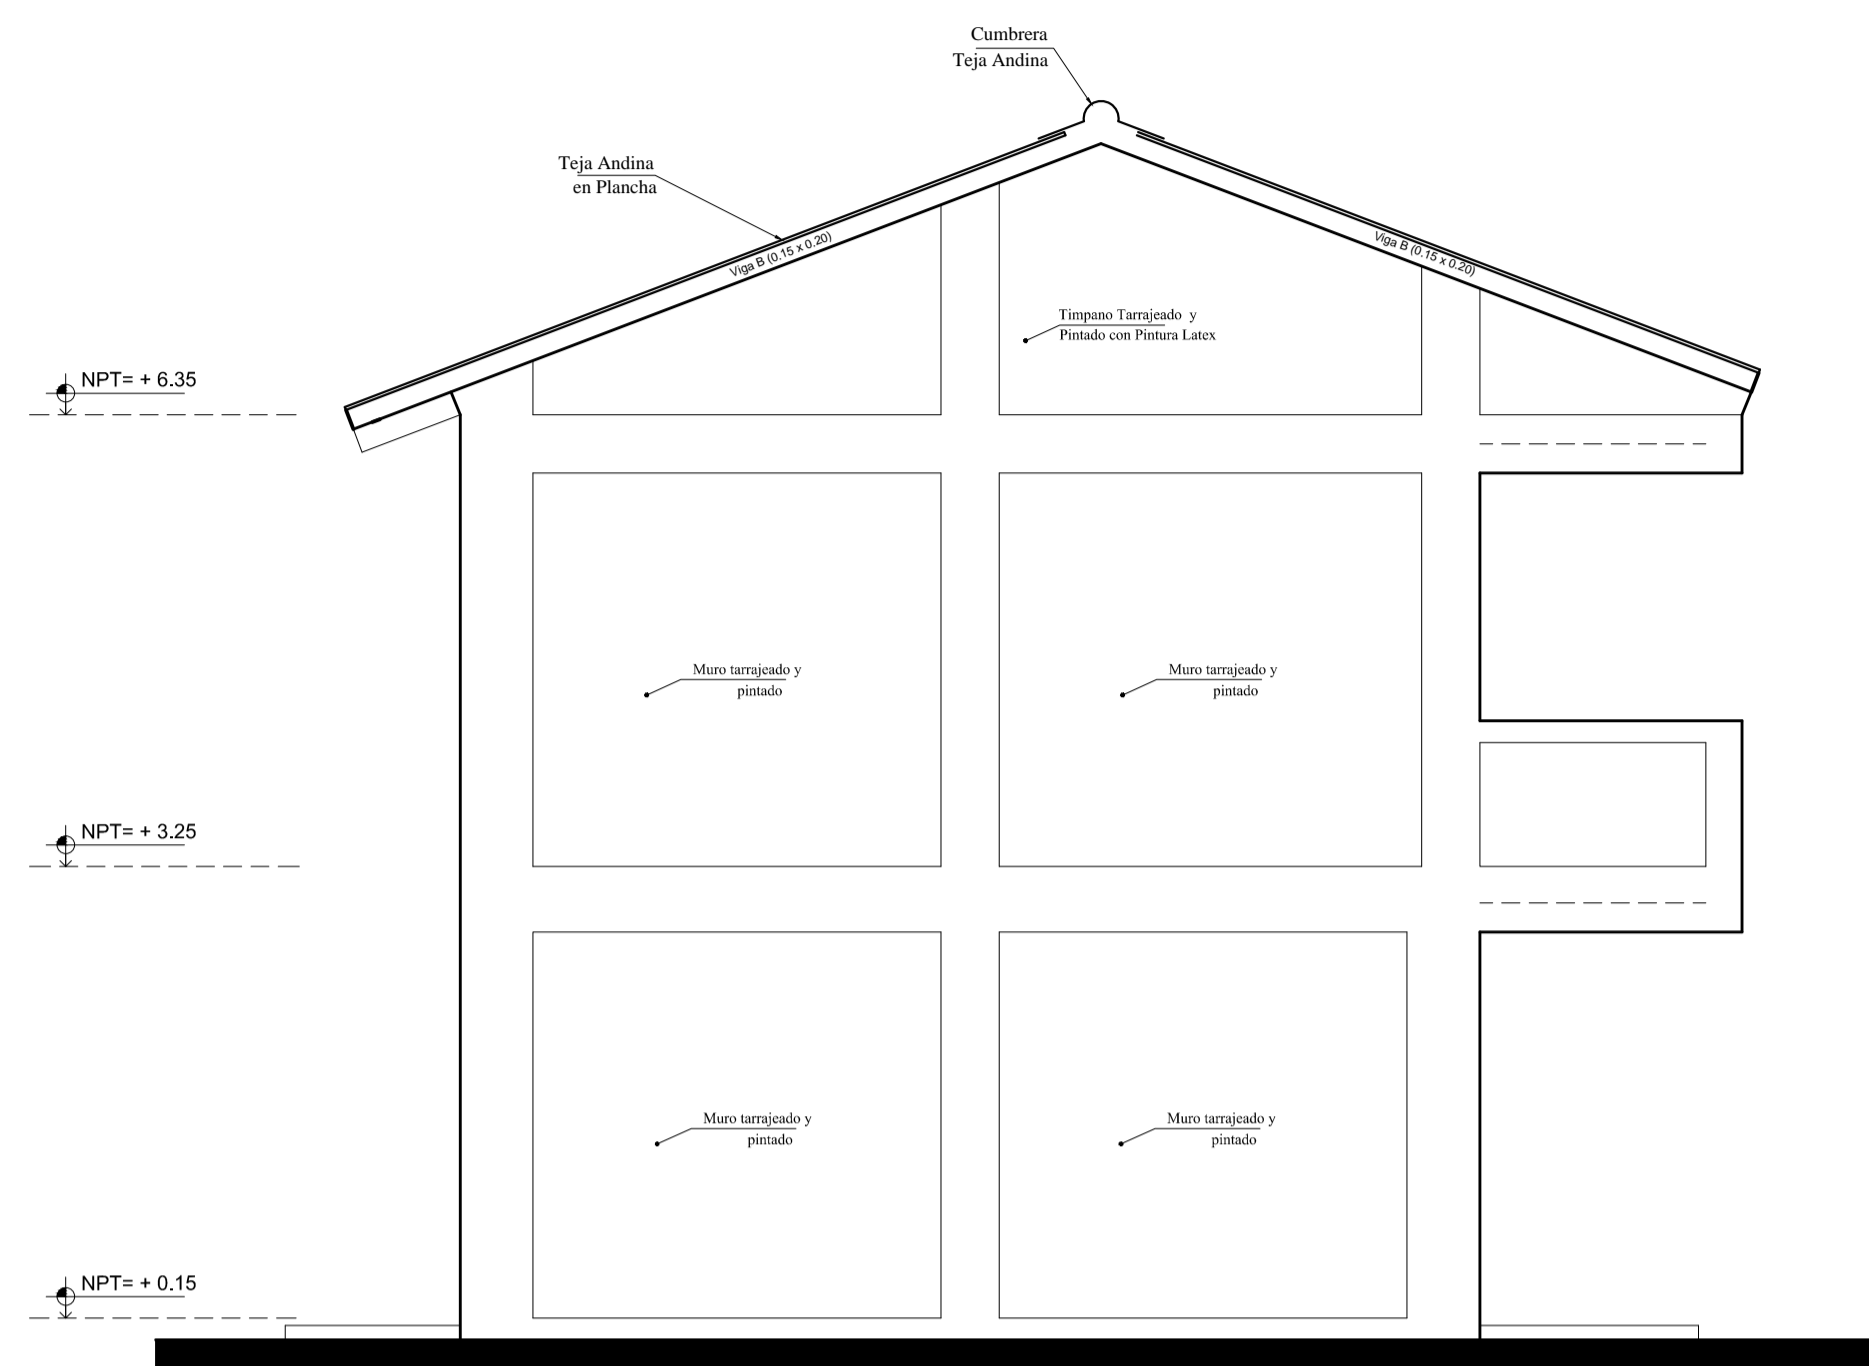 Cumbrera
Teja Andina
Teja Andina
en Plancha
Viga B (0.15 x 0.20)
Viga B (0.15 x 0.20)
Timpano Tarrajeado y
Pintado con Pintura Latex
NPT= + 6.35
Muro tarrajeado y
pintado
Muro tarrajeado y
pintado
NPT= + 3.25
Muro tarrajeado y
pintado
Muro tarrajeado y
pintado
NPT= + 0.15